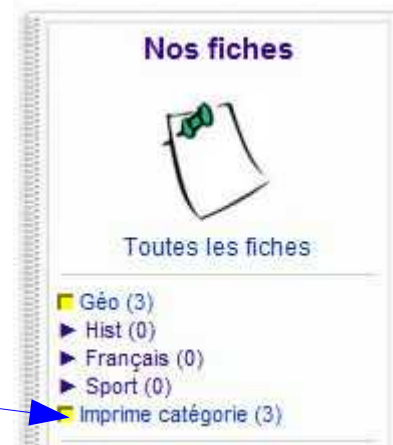 Nos fiches
Toutes les fiches
Géo (3)
Hist (0)
Français (0)
Sport (0)
Imprime catégorie (3)